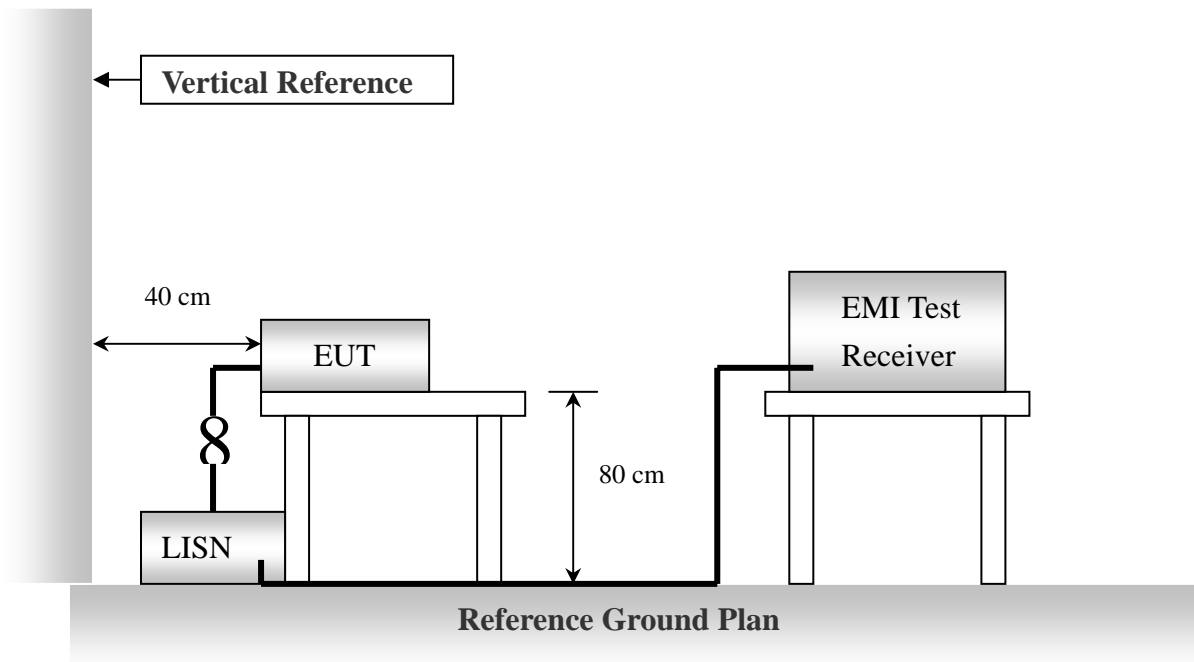 Vertical Reference
40 cm
EUT
EMI Test
Receiver
80 cm
LISN
Reference Ground Plan